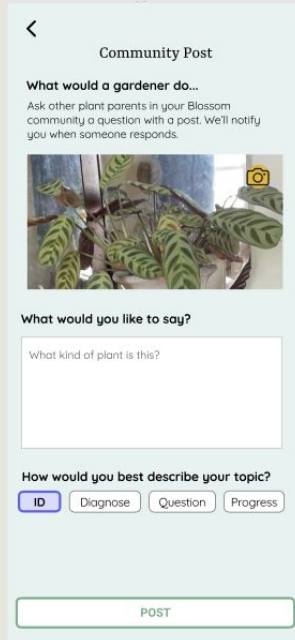 Community Post
What would a gardener do...
Ask other plant parents in your Blossom
community a question with a post. We'll notify
you when someone responds.
What would you like to say?
What kind of plant is this?
How would you best describe your topic?
ID Diagnose Question Progress
POST